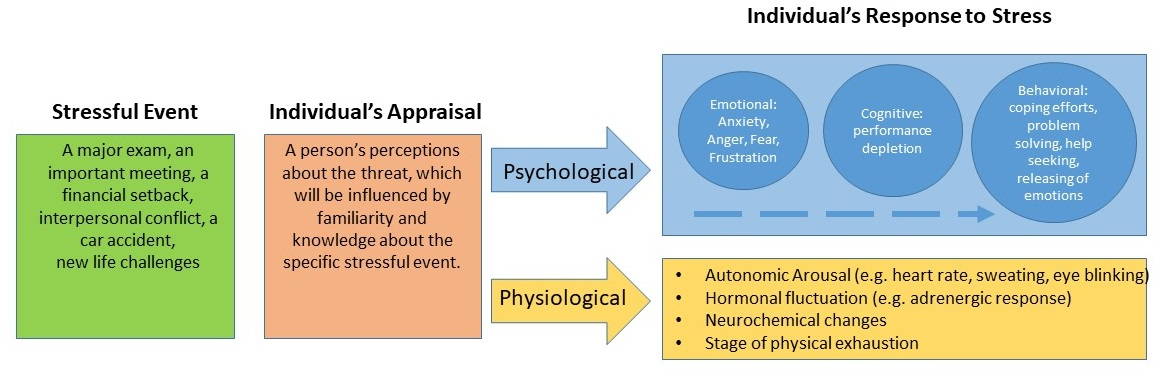 Individual's Response to Stress
Stressful Event
A major exam, an
important meeting, a
financial setback,
interpersonal conflict, a
car accident,
new life challenges
Individual's Appraisal
A person's perceptions
about the threat, which
will be influenced by
familiarity and
knowledge about the
specific stressful event.
Psychological
Emotional:
Anxiety,
Anger, Fear,
Frustration
Cognitive:
performance
depletion
Behavioral:
coping efforts,
problem
solving, help
seeking,
releasing of
emotions
Physiological
• Autonomic Arousal (e.g. heart rate, sweating, eye blinking)
• Hormonal fluctuation (e.g. adrenergic response)
• Neurochemical changes
• Stage of physical exhaustion